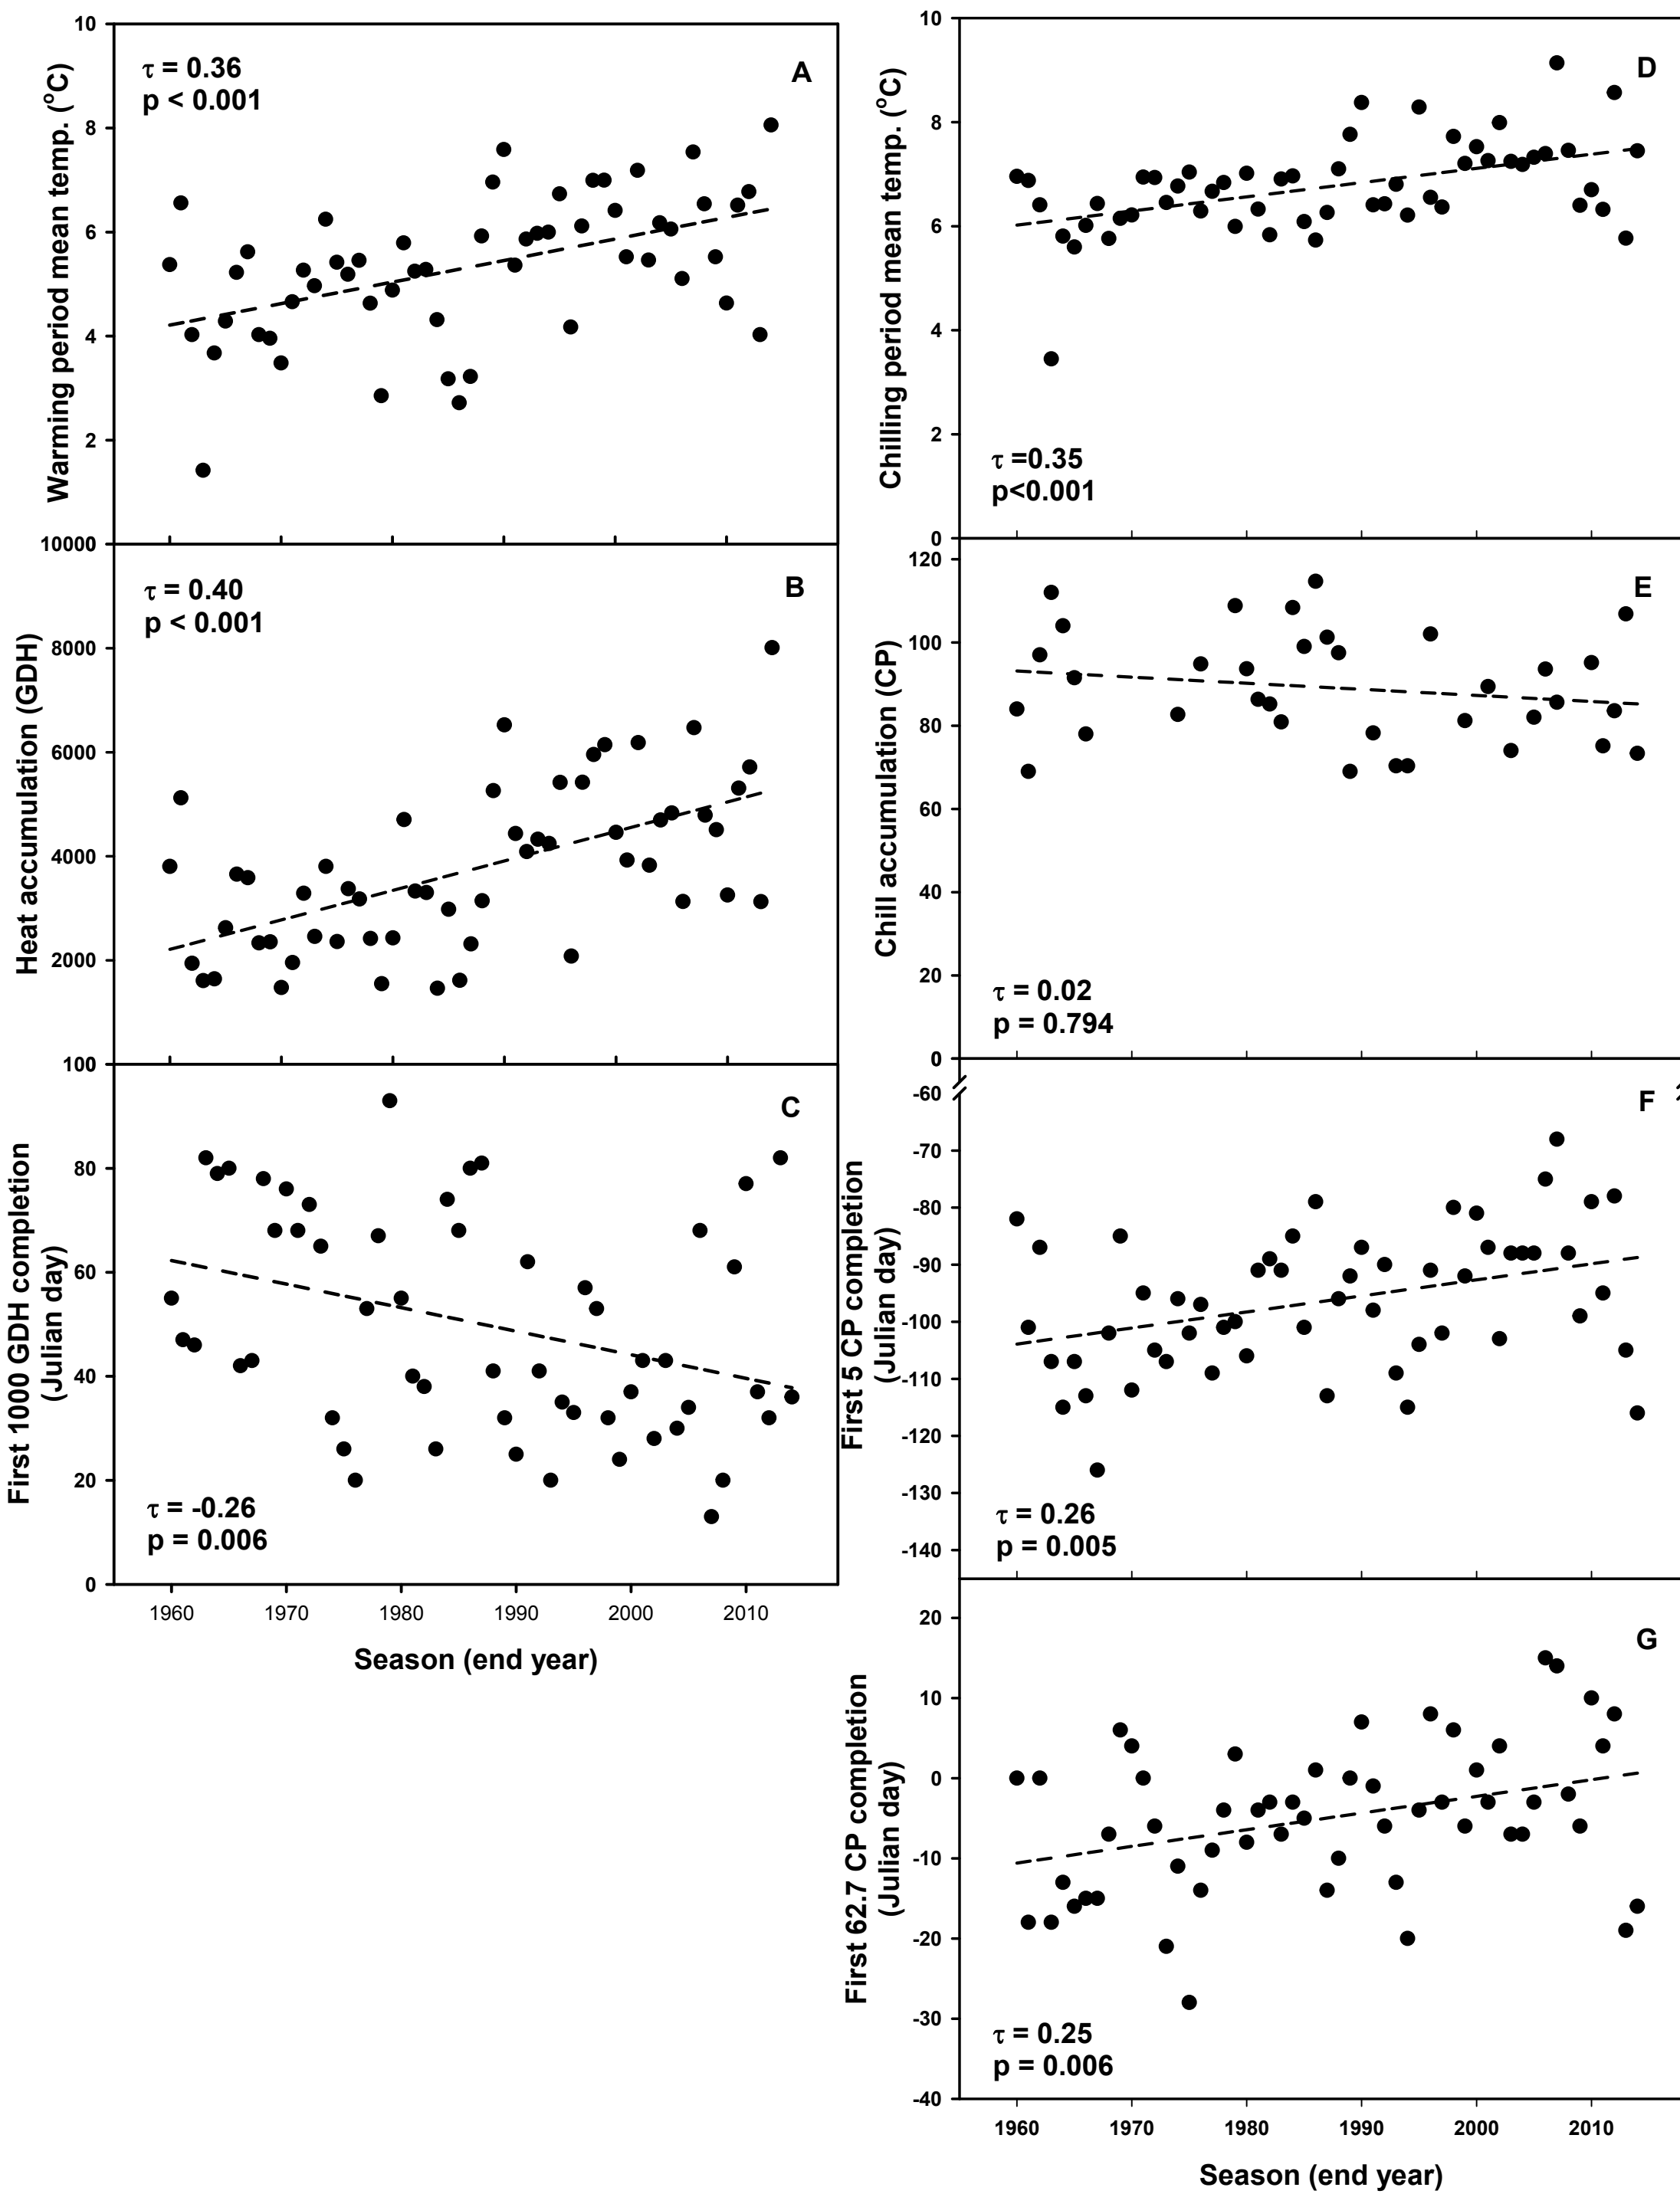 Warming period mean temp. (°C)
10
8
6
4
2
τ = 0.36
p < 0.001
A
Heat accumulation (GDH)
10000
8000
6000
4000
2000
τ = 0.40
p < 0.001
B
First 1000 GDH completion
(Julian day)
100
80
60
40
20
0
C
τ = -0.26
p = 0.006
1960 1970 1980 1990 2000 2010
Season (end year)
Chilling period mean temp. (°C)
10
8
6
4
2
0
D
τ =0.35
p<0.001
Chill accumulation (CP)
120
100
80
60
40
20
0
E
τ = 0.02
p = 0.794
First 5 CP completion
(Julian day)
-60
-70
-80
-90
-100
-110
-120
-130
-140
F
τ = 0.26
p = 0.005
First 62.7 CP completion
(Julian day)
20
10
0
-10
-20
-30
-40
G
τ = 0.25
p = 0.006
1960 1970 1980 1990 2000 2010
Season (end year)